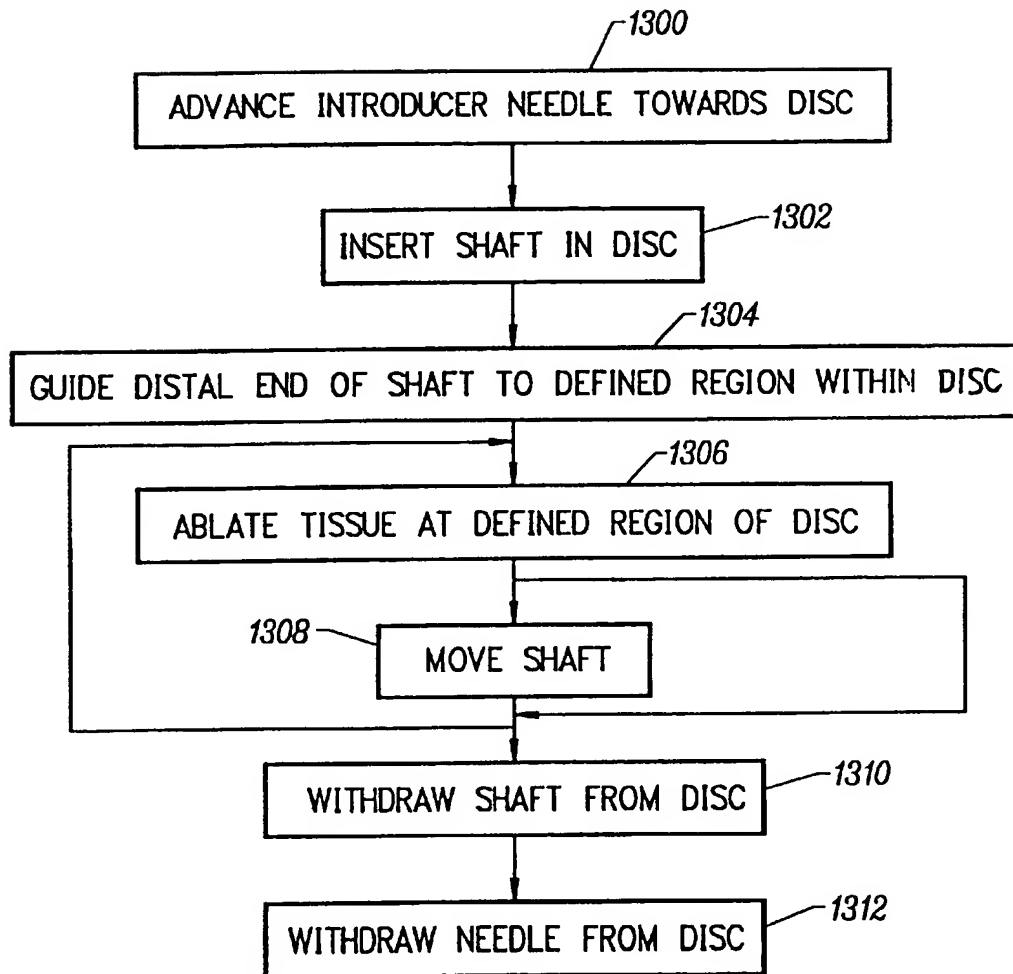 1300
ADVANCE INTRODUCER NEEDLE TOWARDS DISC
1302
INSERT SHAFT IN DISC
1304
GUIDE DISTAL END OF SHAFT TO DEFINED REGION WITHIN DISC
1306
ABLATE TISSUE AT DEFINED REGION OF DISC
1308
MOVE SHAFT
1310
WITHDRAW SHAFT FROM DISC
1312
WITHDRAW NEEDLE FROM DISC